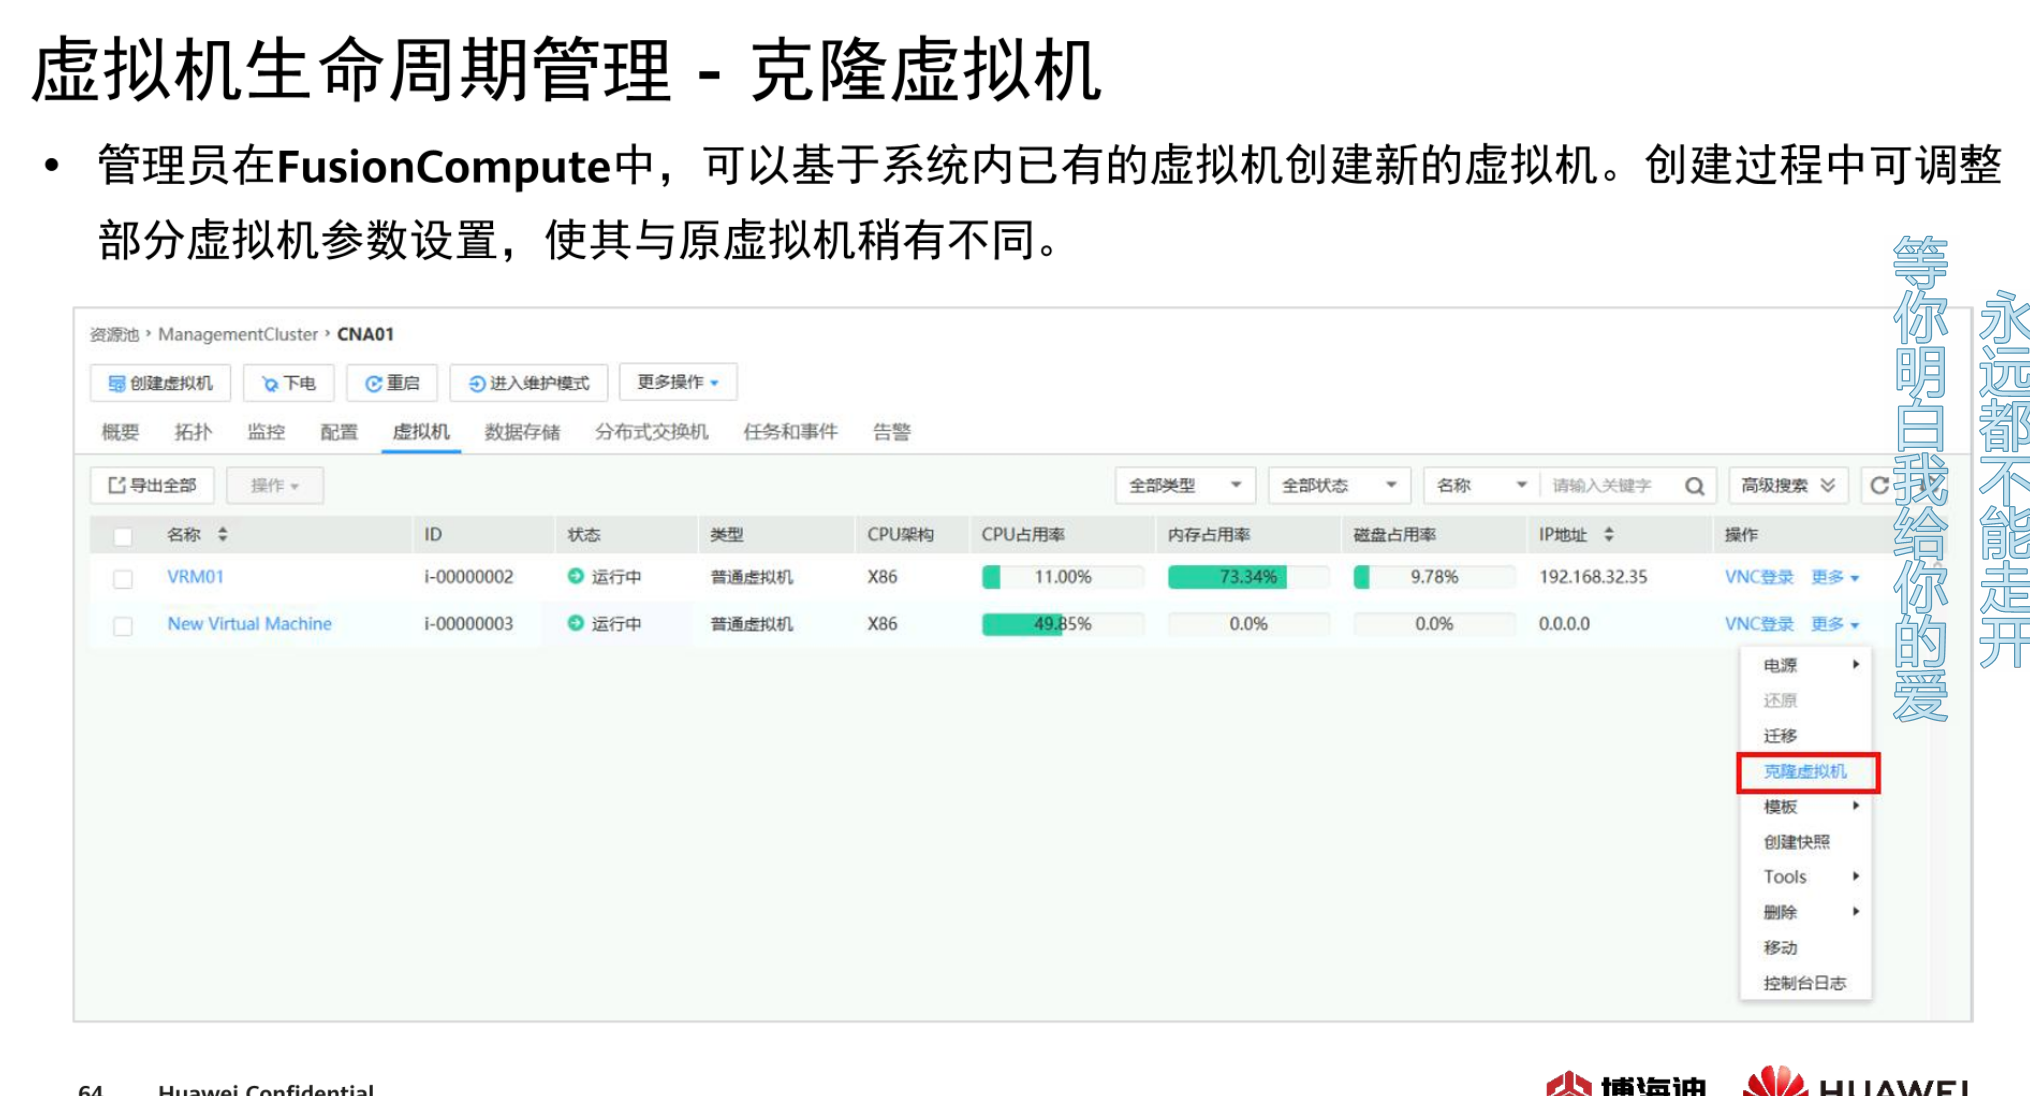 虚拟机生命周期管理 - 克隆虚拟机
• 管理员在FusionCompute中，可以基于系统内已有的虚拟机创建新的虚拟机。创建过程中可调整
部分虚拟机参数设置，使其与原虚拟机稍有不同。
等你明白我给你的爱
永远都不能走开
资源池 › ManagementCluster › CNA01
创建虚拟机 下电 重启 进入维护模式 更多操作
概要 拓扑 监控 配置 虚拟机 数据存储 分布式交换机 任务和事件 告警
导出全部 操作 全部类型 全部状态 名称 请输入关键字 高级搜索
名称 ID 状态 类型 CPU架构 CPU占用率 内存占用率 磁盘占用率 IP地址 操作
VRM01 i-00000002 运行中 普通虚拟机 X86 11.00% 73.34% 9.78% 192.168.32.35 VNC登录 更多
New Virtual Machine i-00000003 运行中 普通虚拟机 X86 49.85% 0.0% 0.0% 0.0.0.0 VNC登录 更多
电源
还原
迁移
克隆虚拟机
模板
创建快照
Tools
删除
移动
控制台日志
64 Huawei Confidential
博海迪 HUAWEI